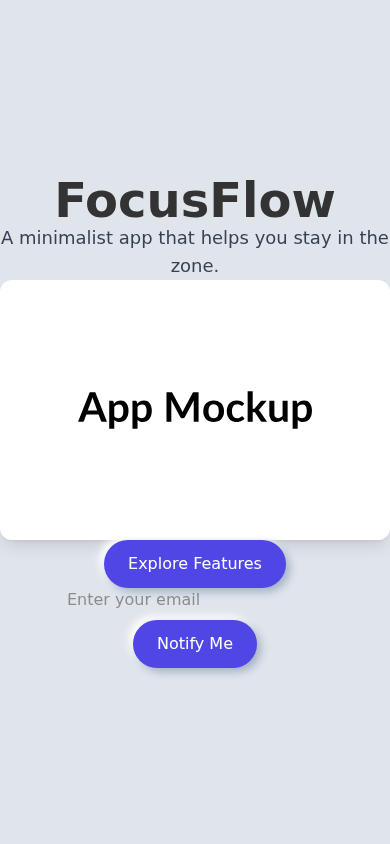 FocusFlow
A minimalist app that helps you stay in the
zone.
App Mockup
Explore Features
Enter your email
Notify Me